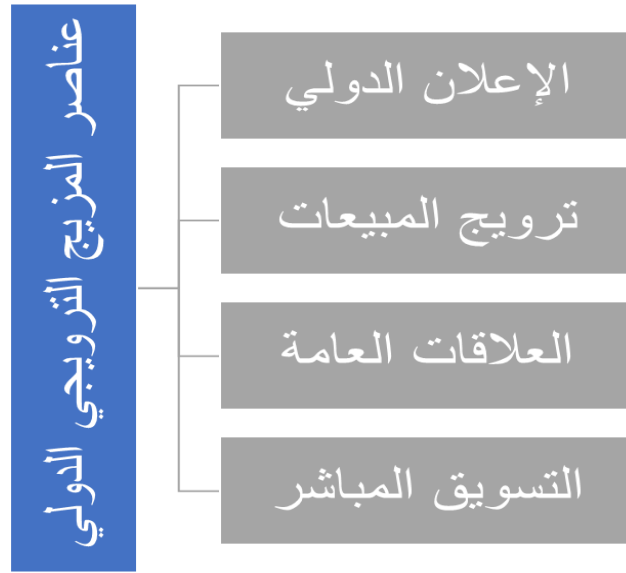 عناصر المزيج الترويجي الدولي
الإعلان الدولي
ترويج المبيعات
العلاقات العامة
التسويق المباشر